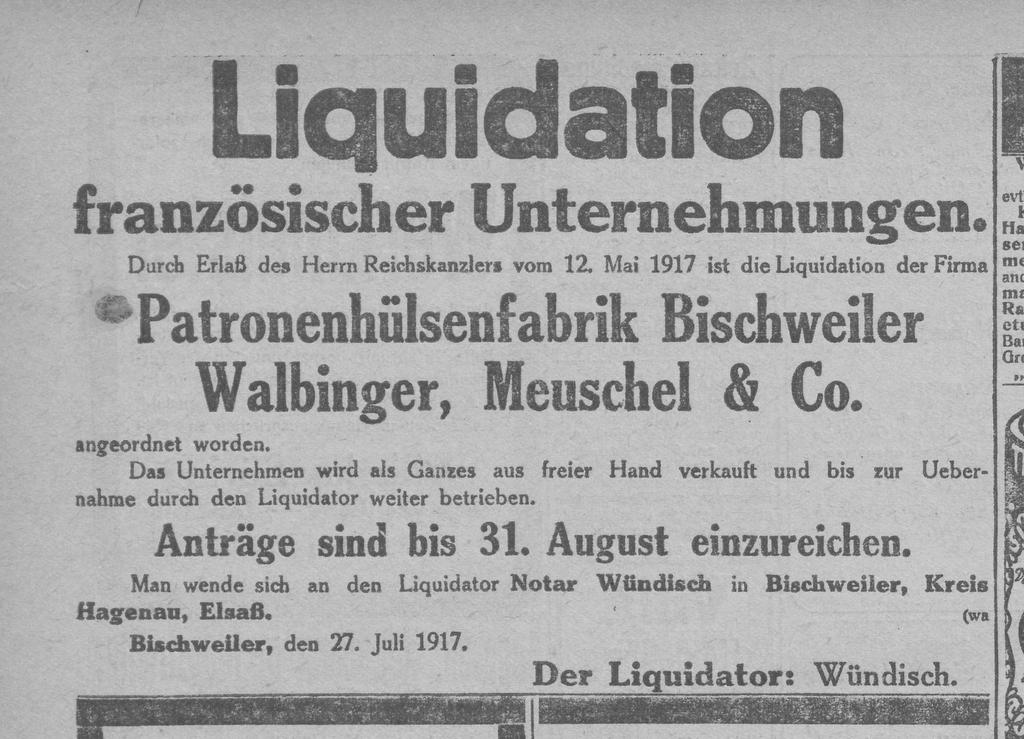 Liquidation
französischer Unternehmungen.
Durch Erlaß des Herrn Reichskanzlers vom 12. Mai 1917 ist die Liquidation der Firma
Patronenhülsenfabrik Bischweiler
Walbinger, Meuschel & Co.
angeordnet worden.
Das Unternehmen wird als Ganzes aus freier Hand verkauft und bis zur Ueber-
nahme durch den Liquidator weiter betrieben.
Anträge sind bis 31. August einzureichen.
Man wende sich an den Liquidator Notar Wündisch in Bischweiler, Kreis
Hagenau, Elsaß. (wa
Bischweiler, den 27. Juli 1917.
Der Liquidator: Wündisch.